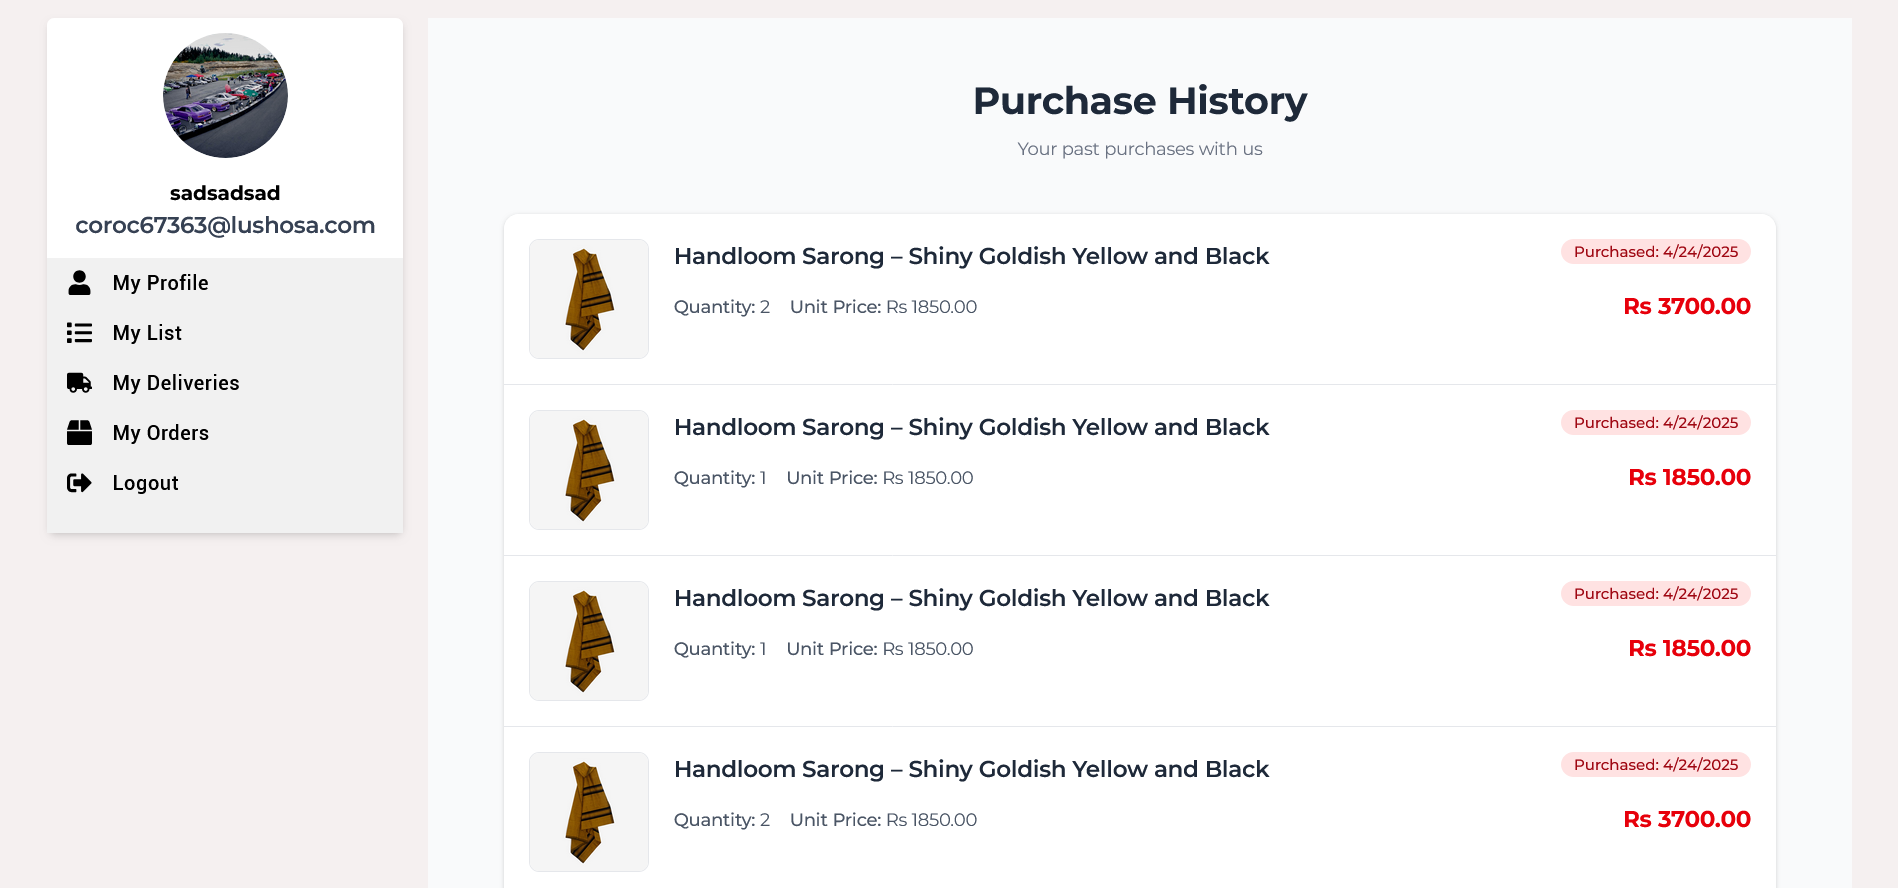 sadsadsad
coroc67363@lushosa.com
My Profile
My List
My Deliveries
My Orders
Logout
Purchase History
Your past purchases with us
Handloom Sarong – Shiny Goldish Yellow and Black
Purchased: 4/24/2025
Quantity: 2 Unit Price: Rs 1850.00
Rs 3700.00
Handloom Sarong – Shiny Goldish Yellow and Black
Purchased: 4/24/2025
Quantity: 1 Unit Price: Rs 1850.00
Rs 1850.00
Handloom Sarong – Shiny Goldish Yellow and Black
Purchased: 4/24/2025
Quantity: 1 Unit Price: Rs 1850.00
Rs 1850.00
Handloom Sarong – Shiny Goldish Yellow and Black
Purchased: 4/24/2025
Quantity: 2 Unit Price: Rs 1850.00
Rs 3700.00